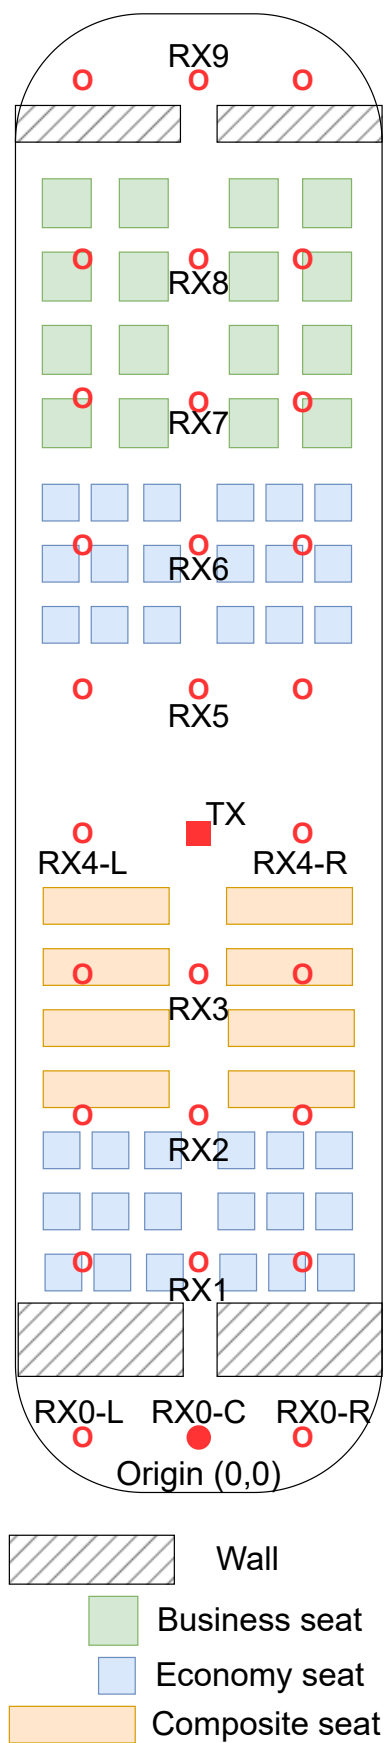 RX9
RX8
RX7
RX6
RX5
TX
RX4-L RX4-R
RX3
RX2
RX1
RX0-L RX0-C RX0-R
Origin (0,0)
Wall
Business seat
Economy seat
Composite seat